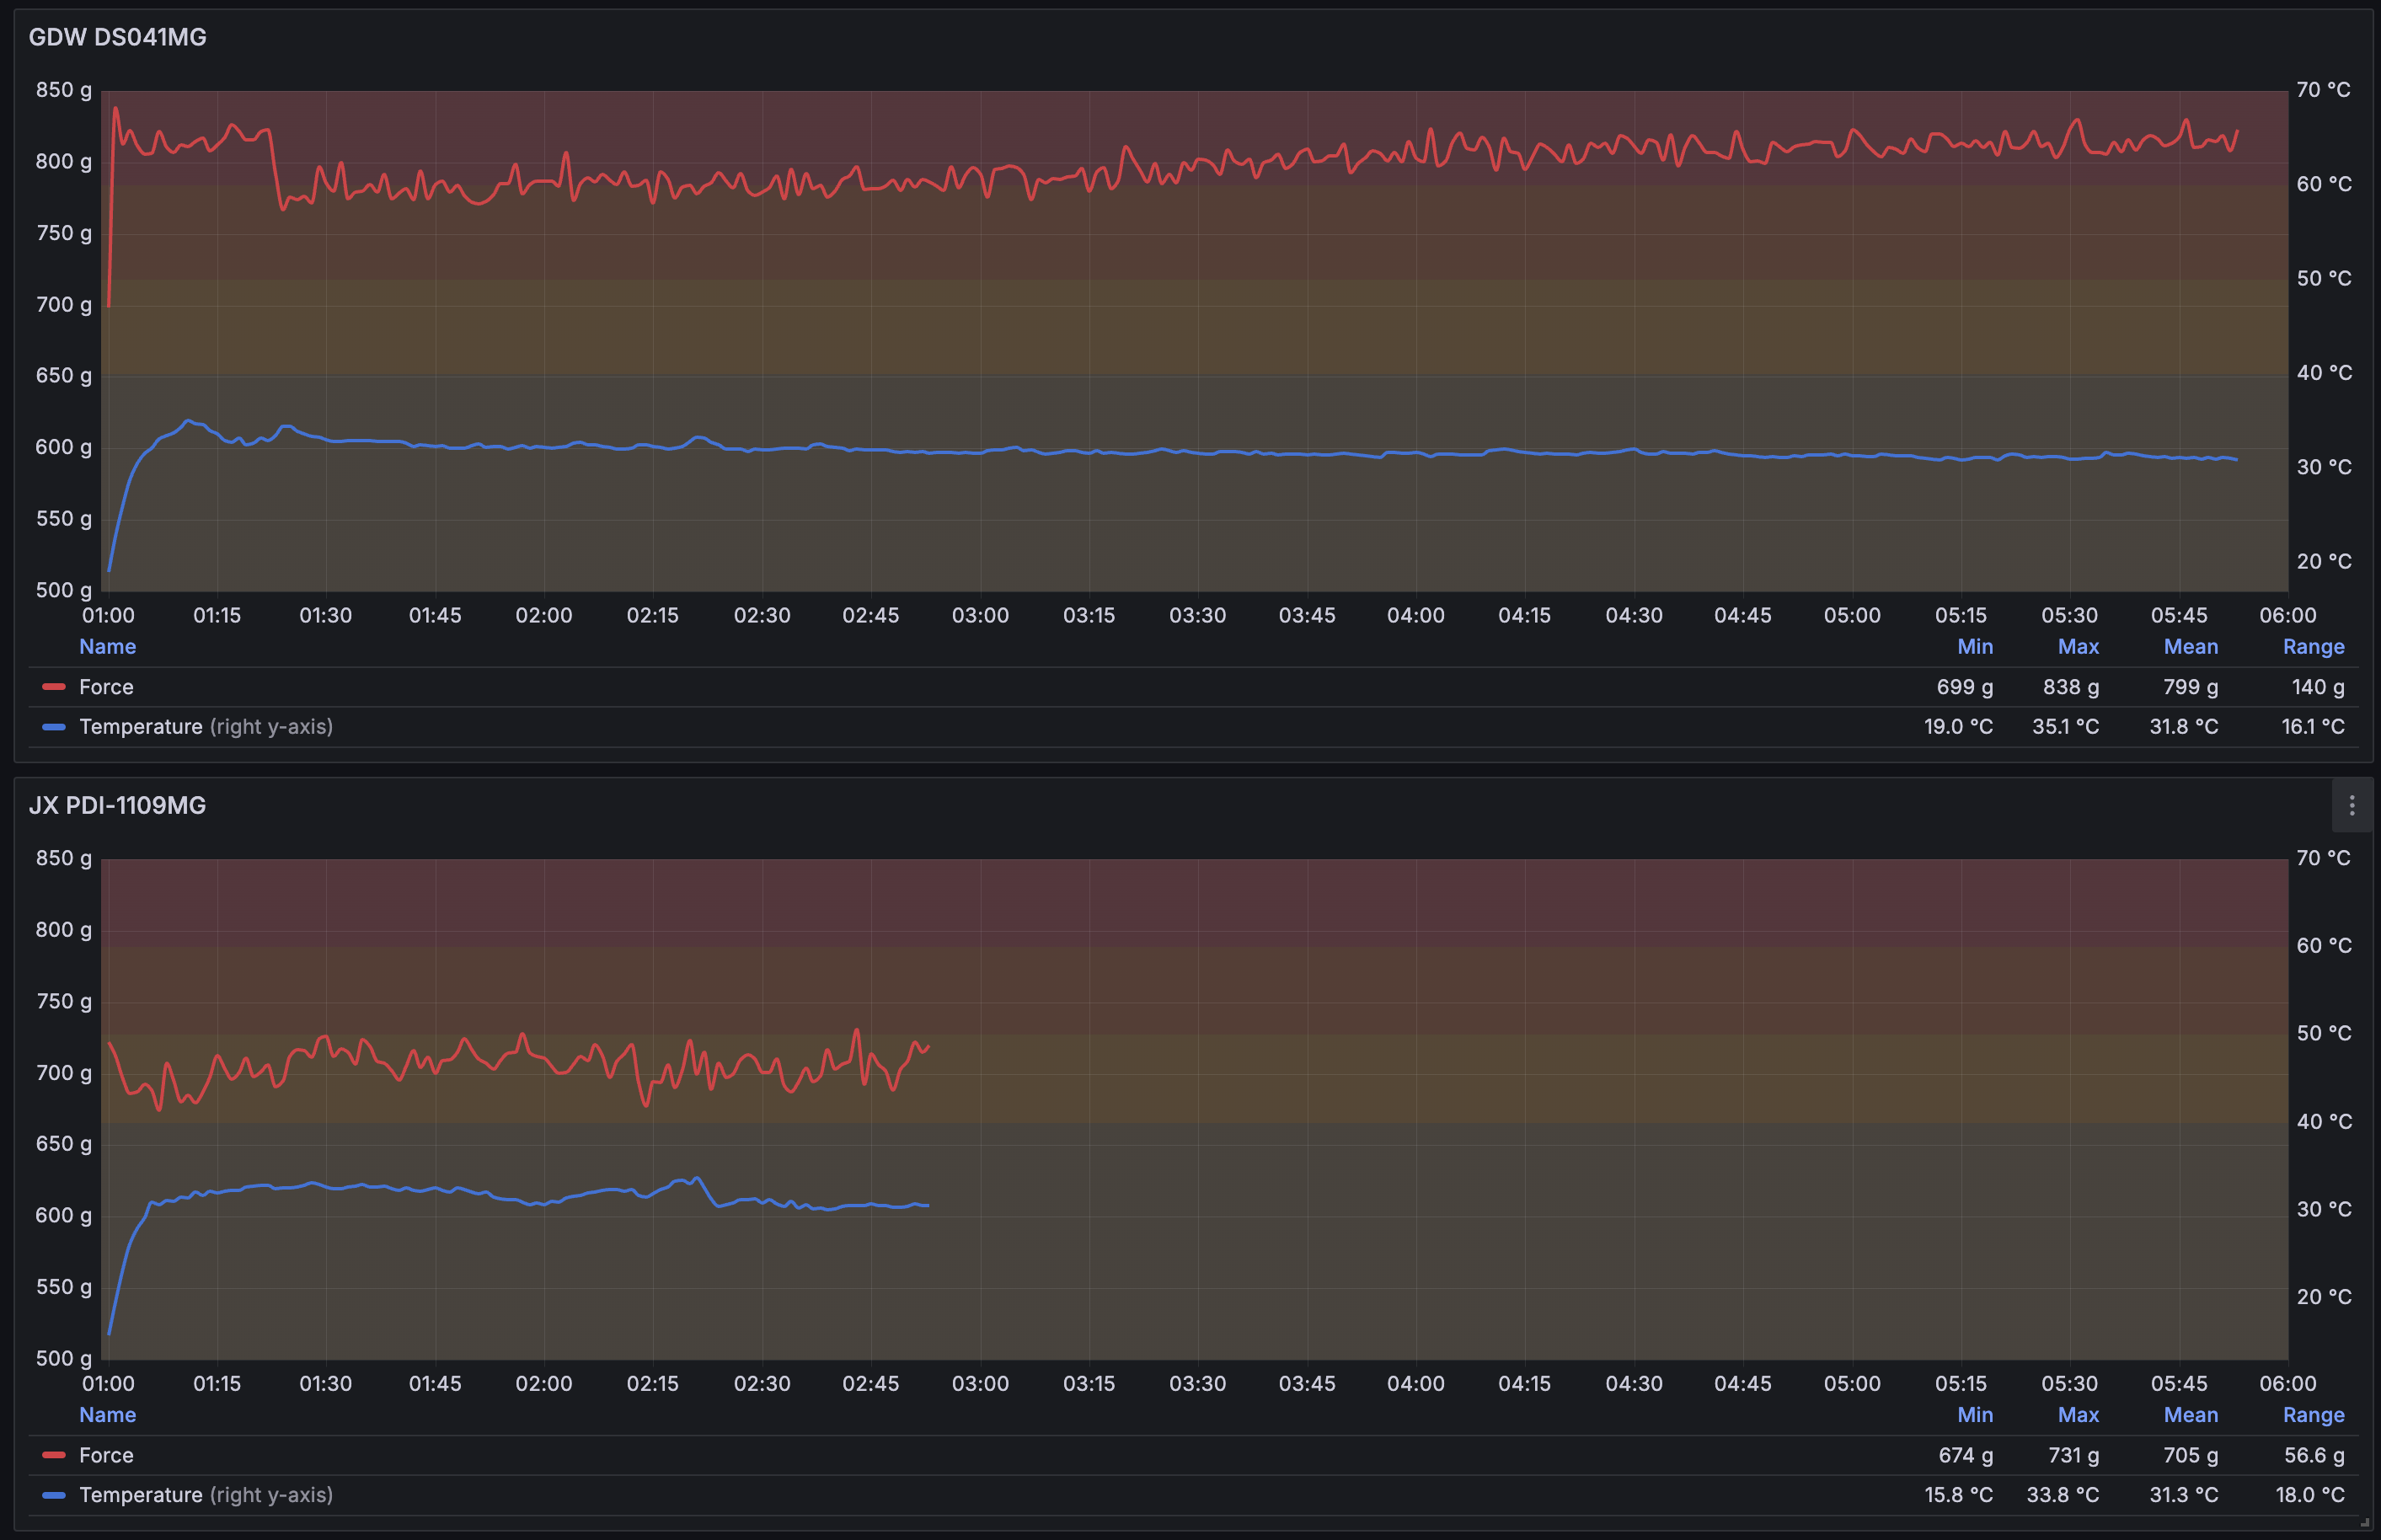 GDW DS041MG
850 g 70 °C
800 g
60 °C
750 g
50 °C
700 g
650 g
40 °C
600 g
30 °C
550 g
20 °C
500 g
01:00 01:15 01:30 01:45 02:00 02:15 02:30 02:45 03:00 03:15 03:30 03:45 04:00 04:15 04:30 04:45 05:00 05:15 05:30 05:45 06:00
Name Min Max Mean Range
Force 699 g 838 g 799 g 140 g
Temperature (right y-axis) 19.0 °C 35.1 °C 31.8 °C 16.1 °C
JX PDI-1109MG
850 g 70 °C
800 g
60 °C
750 g
50 °C
700 g
650 g
40 °C
600 g 30 °C
550 g
20 °C
500 g
01:00 01:15 01:30 01:45 02:00 02:15 02:30 02:45 03:00 03:15 03:30 03:45 04:00 04:15 04:30 04:45 05:00 05:15 05:30 05:45 06:00
Name Min Max Mean Range
Force 674 g 731 g 705 g 56.6 g
Temperature (right y-axis) 15.8 °C 33.8 °C 31.3 °C 18.0 °C